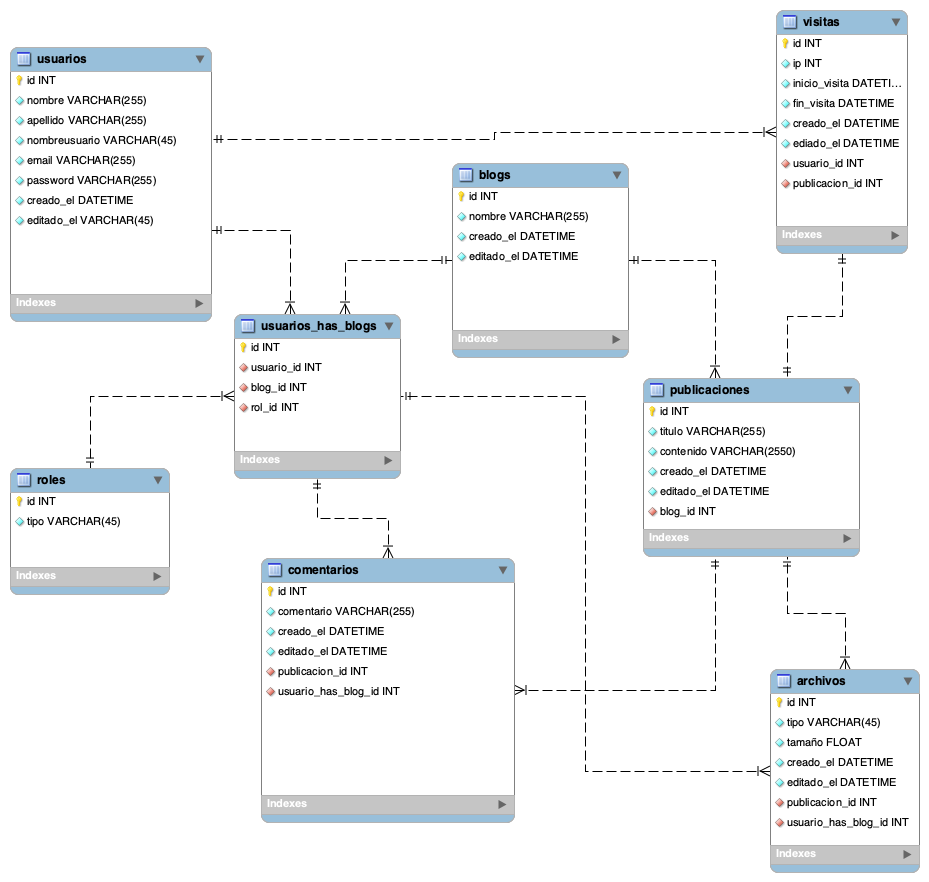 usuarios
id INT
nombre VARCHAR(255)
apellido VARCHAR(255)
nombreusuario VARCHAR(45)
email VARCHAR(255)
password VARCHAR(255)
creado_el DATETIME
editado_el VARCHAR(45)
Indexes
visitas
id INT
ip INT
inicio_visita DATETI...
fin_visita DATETIME
creado_el DATETIME
ediado_el DATETIME
usuario_id INT
publicacion_id INT
Indexes
blogs
id INT
nombre VARCHAR(255)
creado_el DATETIME
editado_el DATETIME
Indexes
usuarios_has_blogs
id INT
usuario_id INT
blog_id INT
rol_id INT
Indexes
publicaciones
id INT
titulo VARCHAR(255)
contenido VARCHAR(2550)
creado_el DATETIME
editado_el DATETIME
blog_id INT
Indexes
roles
id INT
tipo VARCHAR(45)
Indexes
comentarios
id INT
comentario VARCHAR(255)
creado_el DATETIME
editado_el DATETIME
publicacion_id INT
usuario_has_blog_id INT
Indexes
archivos
id INT
tipo VARCHAR(45)
tamaño FLOAT
creado_el DATETIME
editado_el DATETIME
publicacion_id INT
usuario_has_blog_id INT
Indexes